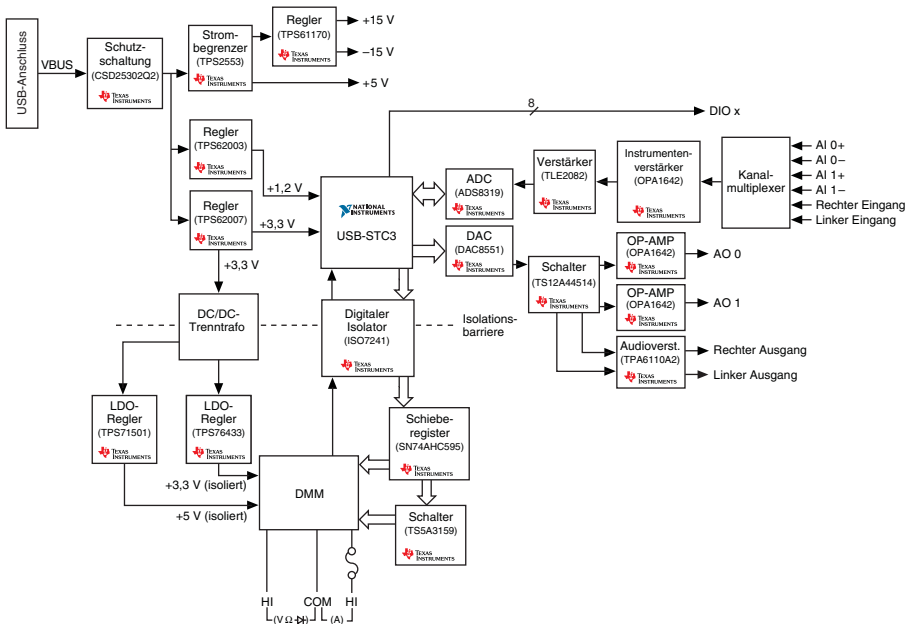 USB-Anschluss
VBUS
Schutz-
schaltung
(CSD25302Q2)
TEXAS
INSTRUMENTS
Strom-
begrenzer
(TPS2553)
TEXAS
INSTRUMENTS
Regler
(TPS61170)
TEXAS
INSTRUMENTS
+15 V
–15 V
+5 V
Regler
(TPS62003)
TEXAS
INSTRUMENTS
+1,2 V
Regler
(TPS62007)
TEXAS
INSTRUMENTS
+3,3 V
+3,3 V
NATIONAL
INSTRUMENTS
USB-STC3
8
DIO x
ADC
(ADS8319)
TEXAS
INSTRUMENTS
Verstärker
(TLE2082)
TEXAS
INSTRUMENTS
Instrumenten-
verstärker
(OPA1642)
TEXAS
INSTRUMENTS
Kanal-
multiplexer
AI 0+
AI 0–
AI 1+
AI 1–
Rechter Eingang
Linker Eingang
DAC
(DAC8551)
TEXAS
INSTRUMENTS
Schalter
(TS12A44514)
TEXAS
INSTRUMENTS
OP-AMP
(OPA1642)
TEXAS
INSTRUMENTS
AO 0
OP-AMP
(OPA1642)
TEXAS
INSTRUMENTS
AO 1
Audioverst.
(TPA6110A2)
TEXAS
INSTRUMENTS
Rechter Ausgang
Linker Ausgang
DC/DC-
Trenntrafo
Digitaler
Isolator
(ISO7241)
TEXAS
INSTRUMENTS
Isolations-
barriere
LDO-
Regler
(TPS71501)
TEXAS
INSTRUMENTS
LDO-
Regler
(TPS76433)
TEXAS
INSTRUMENTS
Schiebe-
register
(SN74AHC595)
TEXAS
INSTRUMENTS
+3,3 V (isoliert)
+5 V (isoliert)
DMM
Schalter
(TS5A3159)
TEXAS
INSTRUMENTS
HI
COM
HI
(V Ω )
(A)